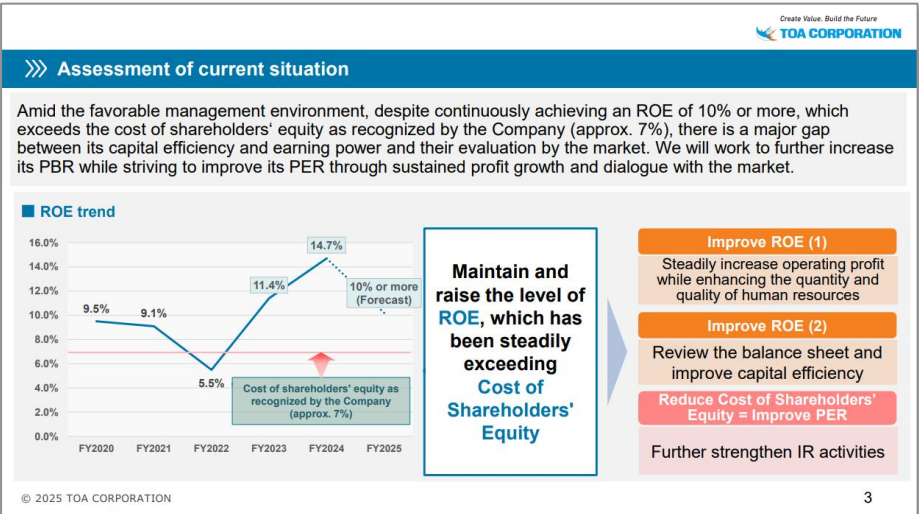 Create Value, Build the Future
TOA CORPORATION
Assessment of current situation
Amid the favorable management environment, despite continuously achieving an ROE of 10% or more, which
exceeds the cost of shareholders' equity as recognized by the Company (approx. 7%), there is a major gap
between its capital efficiency and earning power and their evaluation by the market. We will work to further increase
its PBR while striving to improve its PER through sustained profit growth and dialogue with the market.
ROE trend
16.0%
14.0%
12.0%
10.0%
8.0%
6.0%
4.0%
2.0%
0.0%
9.5%
9.1%
5.5%
11.4%
14.7%
10% or more
(Forecast)
Cost of shareholders' equity as
recognized by the Company
(approx. 7%)
FY2020
FY2021
FY2022
FY2023
FY2024
FY2025
Maintain and
raise the level of
ROE, which has
been steadily
exceeding
Cost of
Shareholders'
Equity
Improve ROE (1)
Steadily increase operating profit
while enhancing the quantity and
quality of human resources
Improve ROE (2)
Review the balance sheet and
improve capital efficiency
Reduce Cost of Shareholders'
Equity = Improve PER
Further strengthen IR activities
© 2025 TOA CORPORATION
3